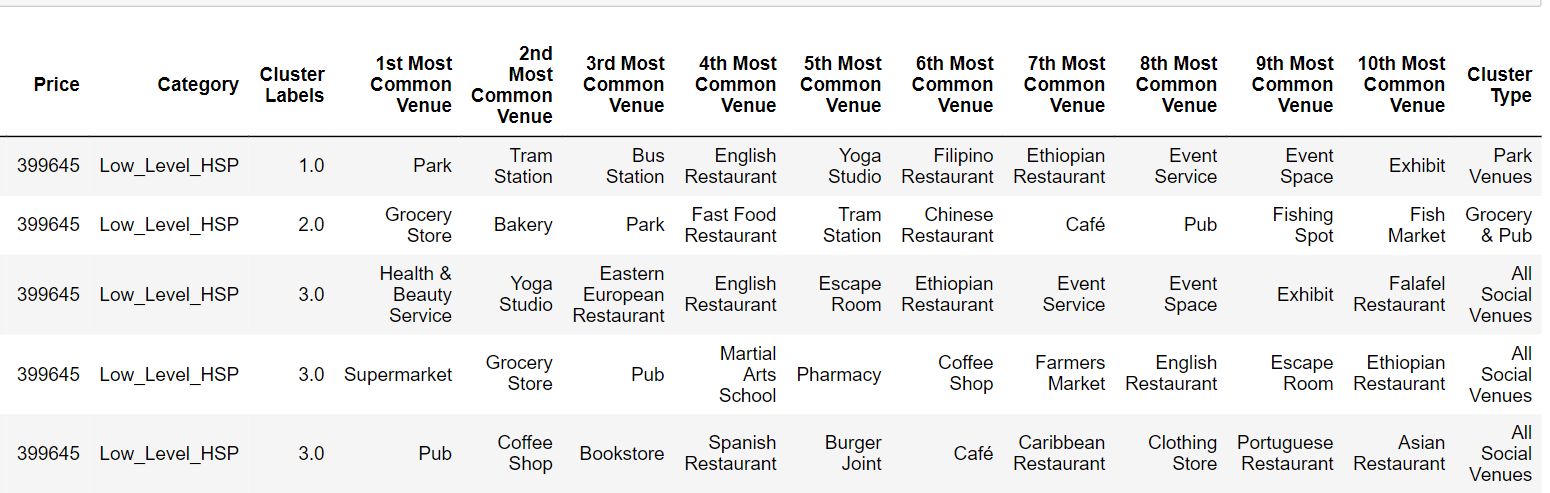 Price Category Cluster Labels 1st Most Common Venue 2nd Most Common Venue 3rd Most Common Venue 4th Most Common Venue 5th Most Common Venue 6th Most Common Venue 7th Most Common Venue 8th Most Common Venue 9th Most Common Venue 10th Most Common Venue Cluster Type
399645 Low_Level_HSP 1.0 Park Tram Station Bus Station English Restaurant Yoga Studio Filipino Restaurant Ethiopian Restaurant Event Service Event Space Exhibit Park Venues
399645 Low_Level_HSP 2.0 Grocery Store Bakery Park Fast Food Restaurant Tram Station Chinese Restaurant Café Pub Fishing Spot Fish Market Grocery & Pub
399645 Low_Level_HSP 3.0 Health & Beauty Service Yoga Studio Eastern European Restaurant English Restaurant Escape Room Ethiopian Restaurant Event Service Event Space Exhibit Falafel Restaurant All Social Venues
399645 Low_Level_HSP 3.0 Supermarket Grocery Store Pub Martial Arts School Pharmacy Coffee Shop Farmers Market English Restaurant Escape Room Ethiopian Restaurant All Social Venues
399645 Low_Level_HSP 3.0 Pub Coffee Shop Bookstore Spanish Restaurant Burger Joint Café Caribbean Restaurant Clothing Store Portuguese Restaurant Asian Restaurant All Social Venues